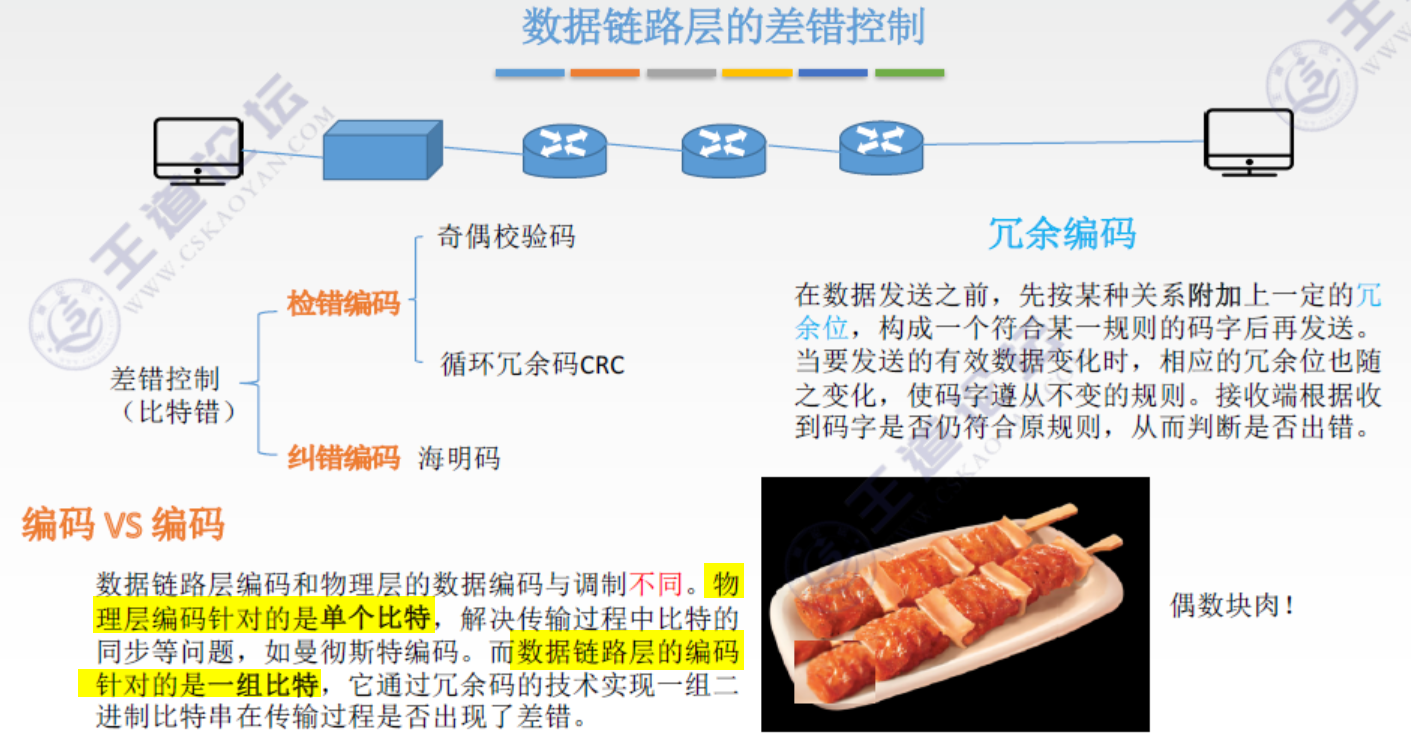 数据链路层的差错控制
奇偶校验码
检错编码
循环冗余码CRC
差错控制
（比特错）
纠错编码 海明码
冗余编码
在数据发送之前，先按某种关系附加上一定的冗
余位，构成一个符合某一规则的码字后再发送。
当要发送的有效数据变化时，相应的冗余位也随
之变化，使码字遵从不变的规则。接收端根据收
到码字是否仍符合原规则，从而判断是否出错。
编码 VS 编码
数据链路层编码和物理层的数据编码与调制不同。物
理层编码针对的是单个比特，解决传输过程中比特的
同步等问题，如曼彻斯特编码。而数据链路层的编码
针对的是一组比特，它通过冗余码的技术实现一组二
进制比特串在传输过程是否出现了差错。
偶数块肉！
王道论坛
WWW.CSKAOYAN.COM
王道论坛
WWW.CSKAOYAN.COM